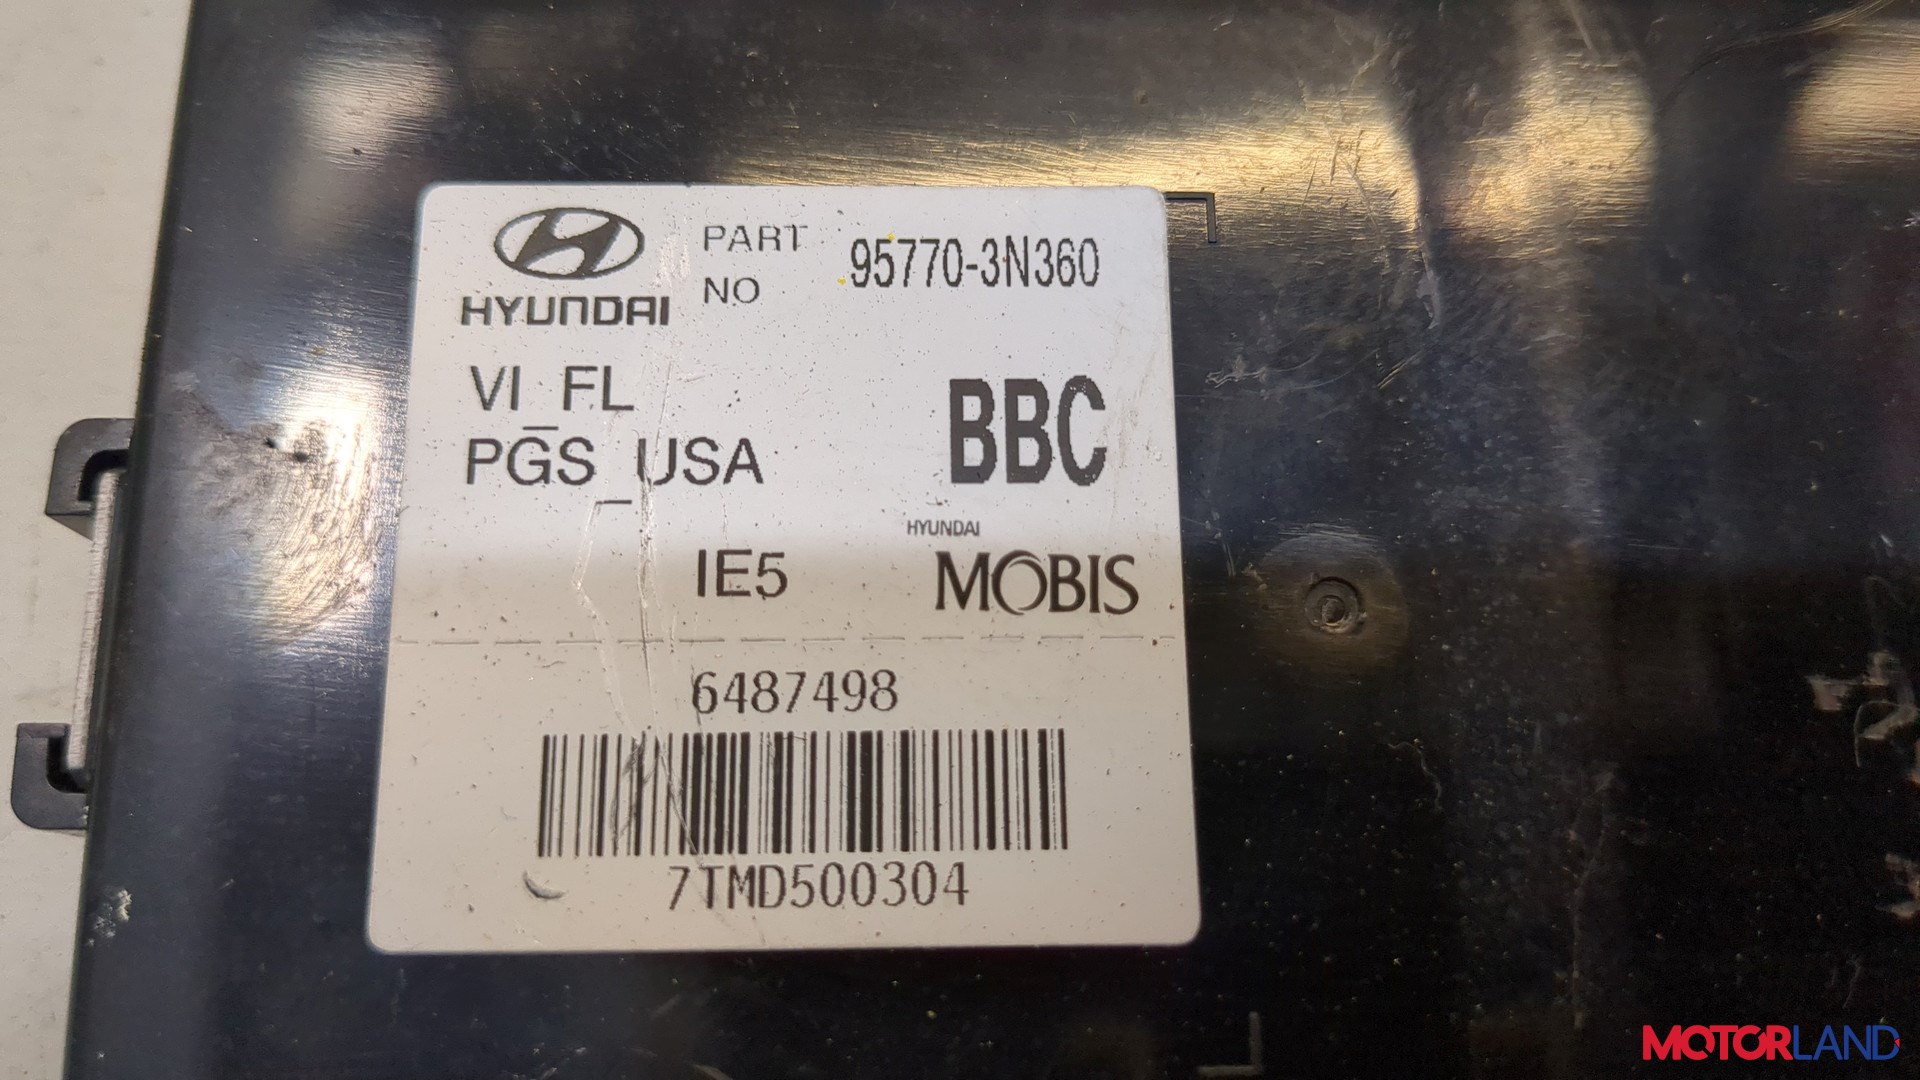 HYUNDAI
PART NO 95770-3N360
VI_FL
PGS_USA
BBC
IE5
HYUNDAI
MOBIS
6487498
7TMD500304
MOTORLAND